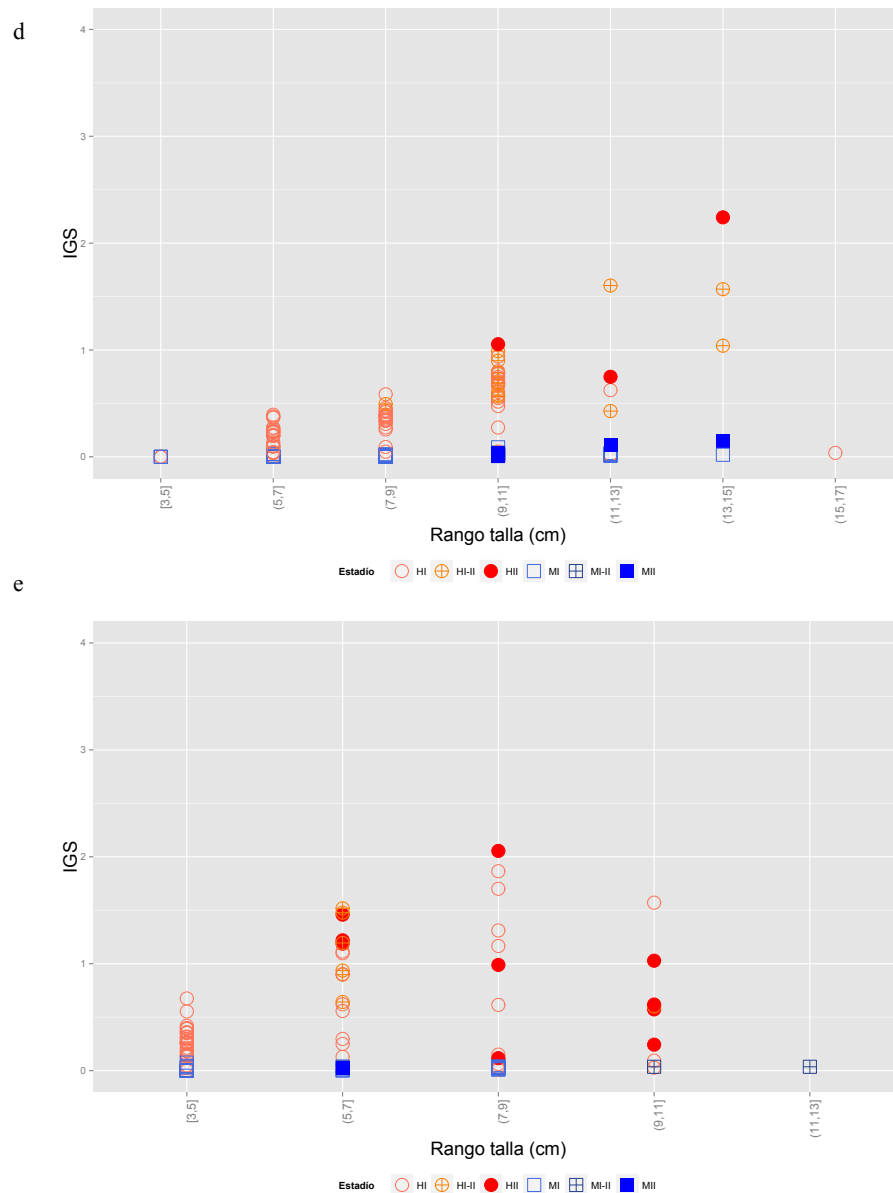 d
4
3
2
1
0
IGS
[3,5]
(5,7]
(7,9]
(9,11]
(11,13]
(13,15]
(15,17]
Rango talla (cm)
Estadío HI HI-II HII MI MI-II MII
e
4
3
2
1
0
IGS
[3,5]
(5,7]
(7,9]
(9,11]
(11,13]
Rango talla (cm)
Estadío HI HI-II HII MI MI-II MII